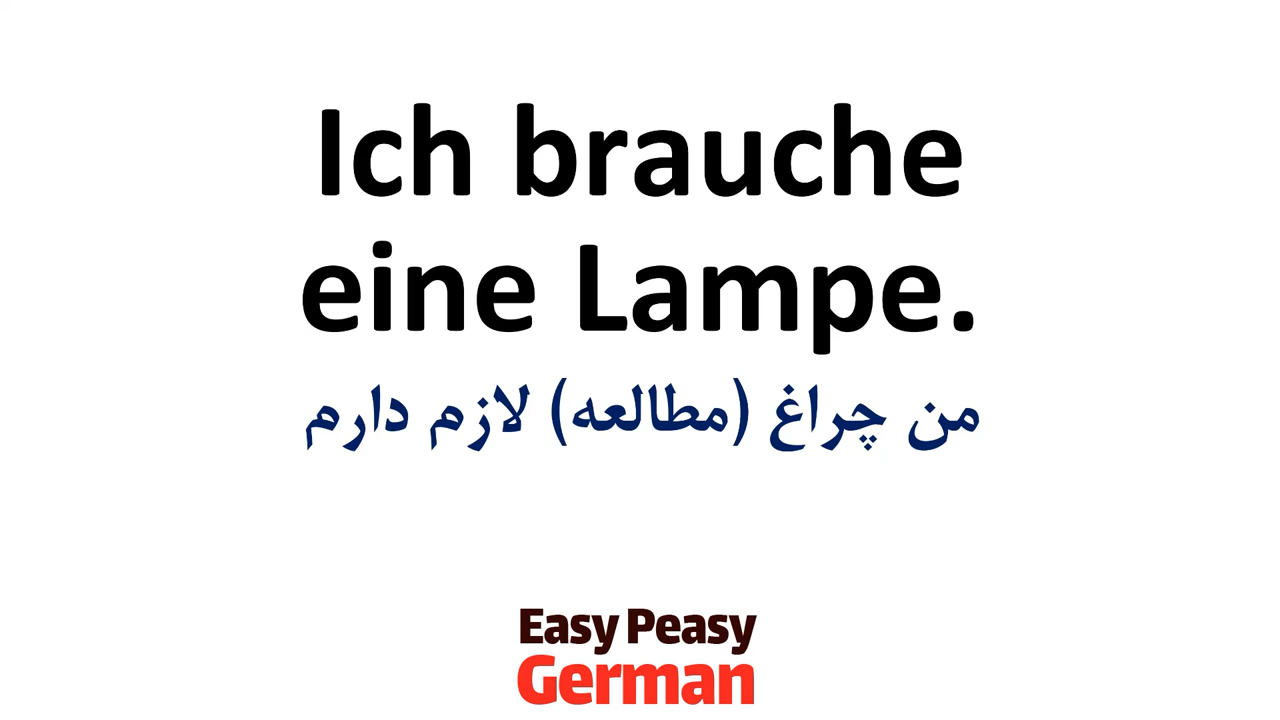 Ich brauche
eine Lampe.
من چراغ (مطالعه) لازم دارم
Easy Peasy
German